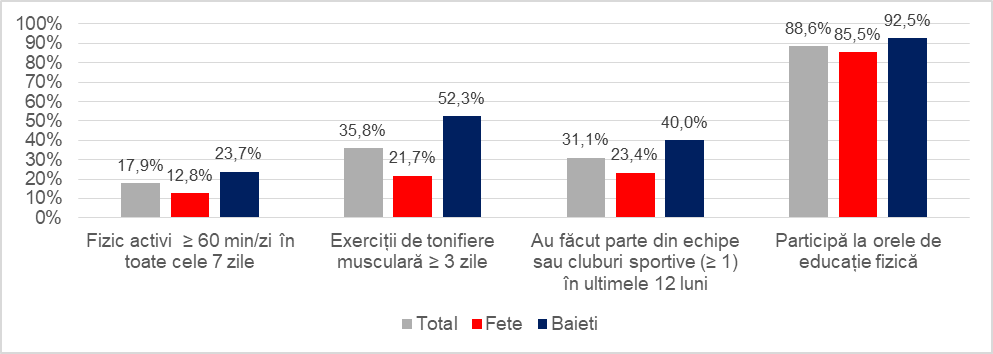 100%
90%
80%
70%
60%
50%
40%
30%
20%
10%
0%
17,9%
12,8%
23,7%
35,8%
21,7%
52,3%
31,1%
23,4%
40,0%
88,6%
85,5%
92,5%
Fizic activi ≥ 60 min/zi în
toate cele 7 zile
Exerciții de tonifiere
musculară ≥ 3 zile
Au făcut parte din echipe
sau cluburi sportive (≥ 1)
în ultimele 12 luni
Participă la orele de
educație fizică
Total Fete Baieti